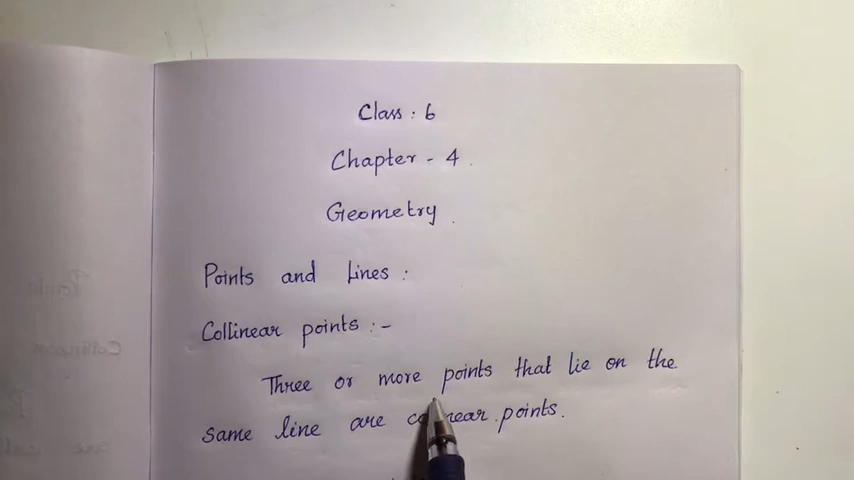 Class : 6
Chapter - 4
Geometry
Points and Lines :
Collinear points :-
Three or more points that lie on the
same line are collinear points.